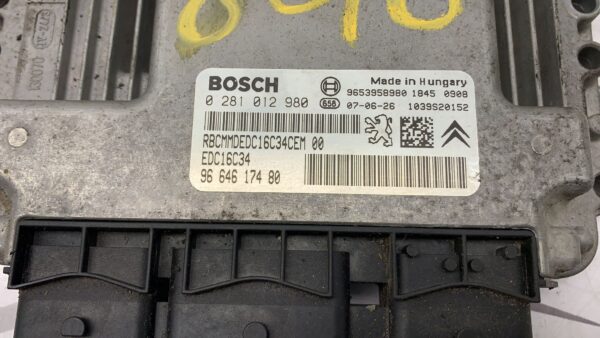 BOSCH
Made in Hungary
9653958980 1845 0908
0 281 012 980 656 07-06-26 1039S20152
RBCMMDEDC16C34CEM 00
EDC16C34
96 646 174 80